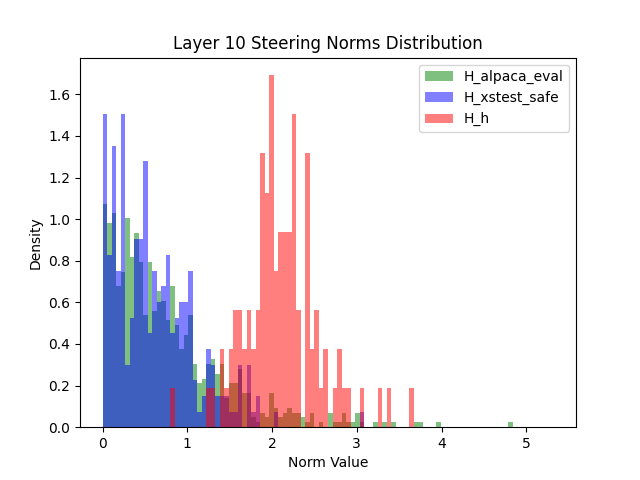 Layer 10 Steering Norms Distribution
H_alpaca_eval
H_xstest_safe
H_h
1.6
1.4
1.2
1.0
0.8
0.6
0.4
0.2
0.0
Density
0
1
2
3
4
5
Norm Value